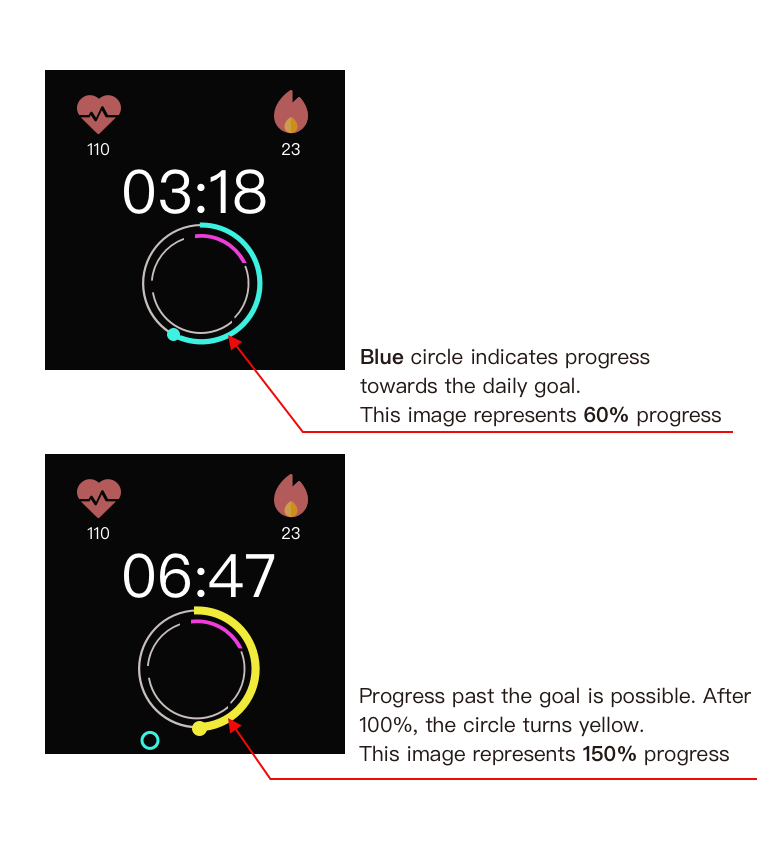 110
23
03:18
Blue circle indicates progress
towards the daily goal.
This image represents 60% progress
110
23
06:47
Progress past the goal is possible. After
100%, the circle turns yellow.
This image represents 150% progress